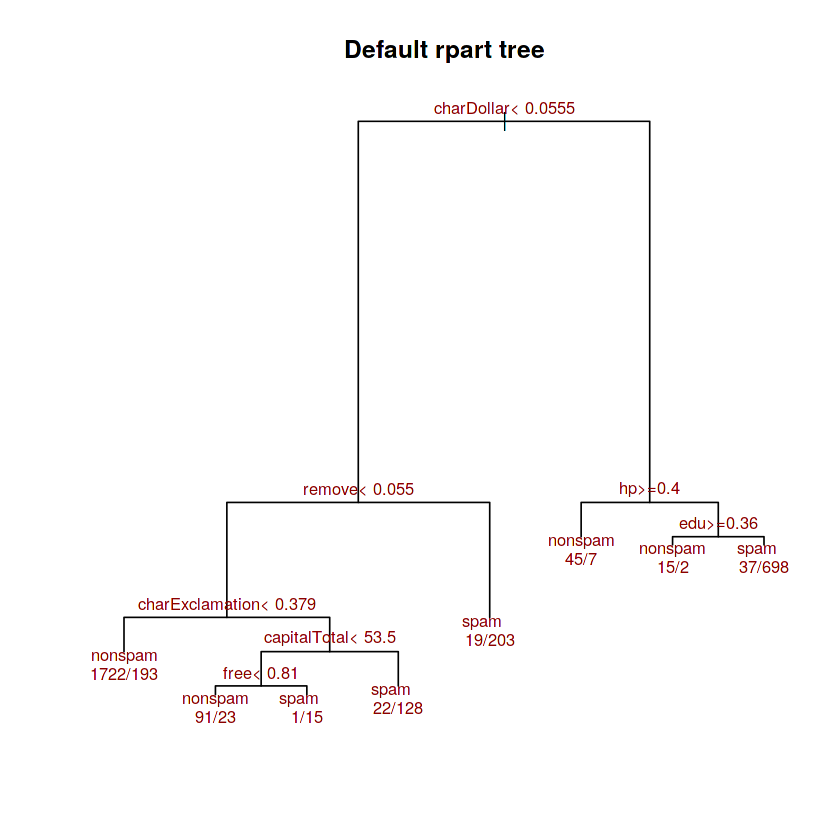 Default rpart tree
charDollar< 0.0555
remove< 0.055
hp>=0.4
edu>=0.36
nonspam
45/7
nonspam
15/2
spam
37/698
charExclamation< 0.379
spam
19/203
capitalTotal< 53.5
nonspam
1722/193
free< 0.81
nonspam
91/23
spam
1/15
spam
22/128